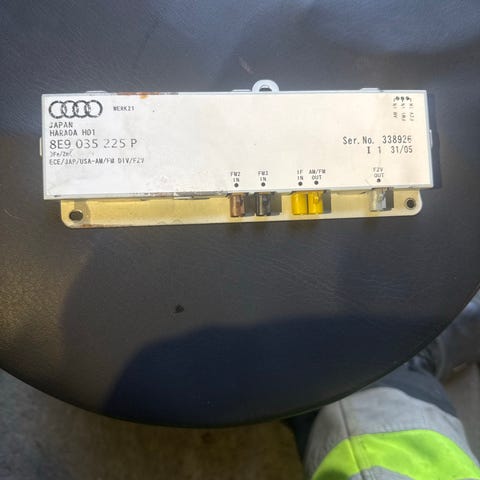 WERK21
JAPAN
HARADA HD1
8E9 035 225 P
ECE/JAP/USA-AM/FM DIV/FZV
Ser.No. 338926
I 1 31/05
FM2 IN
FM3 IN
IF IN
AM/FM OUT
FZV OUT